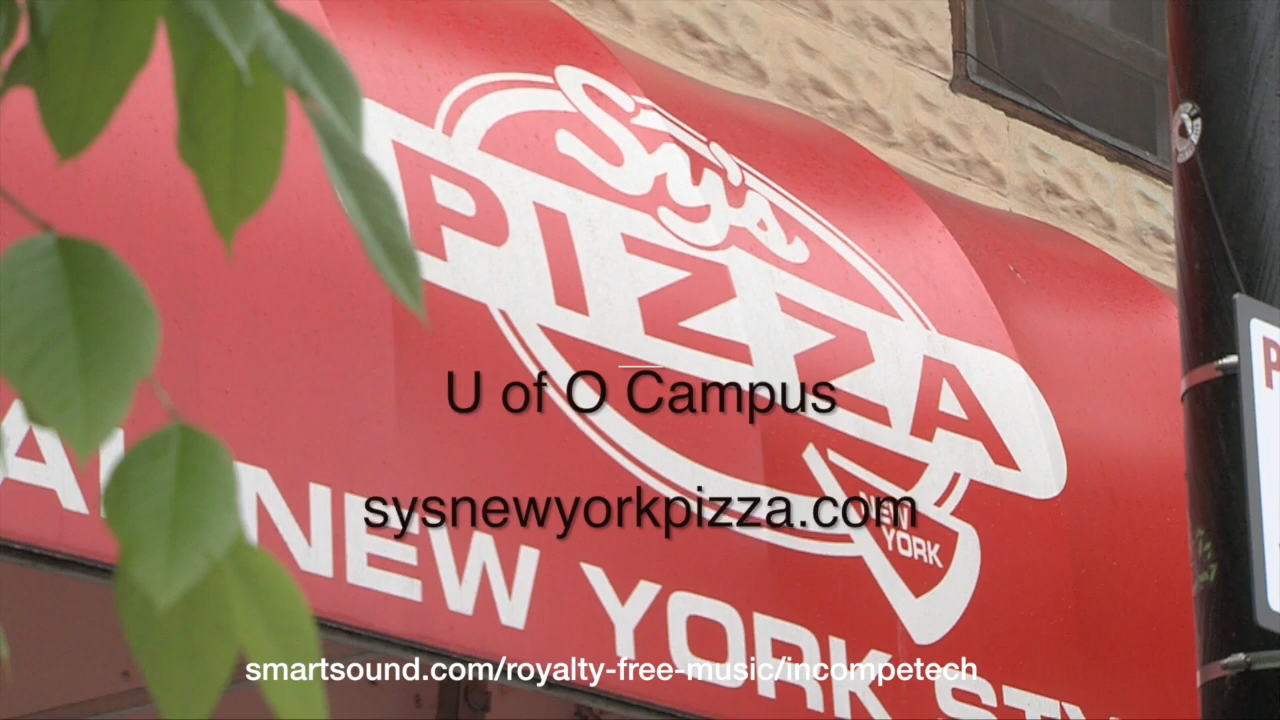 Sy's
PIZZA
NEW
YORK
NEW YORK
U of O Campus
sysnewyorkpizza.com
smartsound.com/royalty-free-music/incompetech